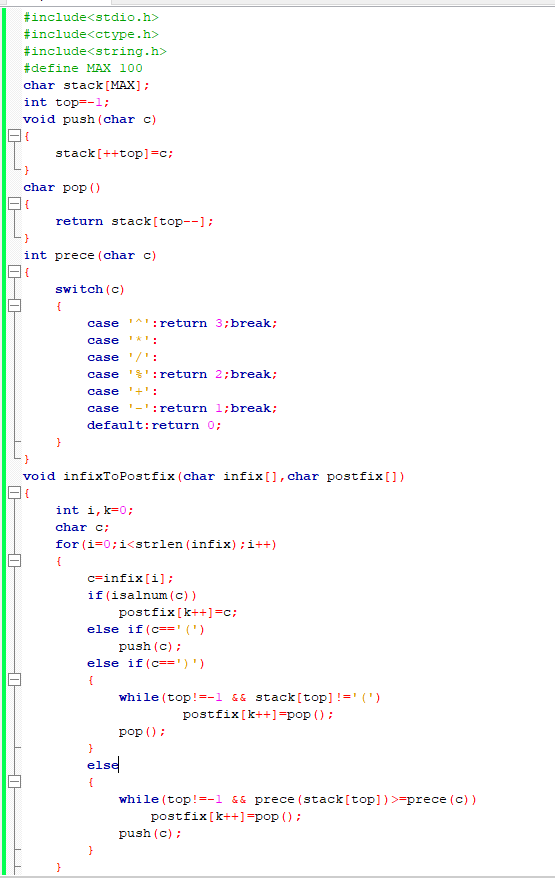 #include<stdio.h>
#include<ctype.h>
#include<string.h>
#define MAX 100
char stack[MAX];
int top=-1;
void push(char c)
{
    stack[++top]=c;
}
char pop()
{
    return stack[top--];
}
int prece(char c)
{
    switch(c)
    {
        case '^':return 3;break;
        case '*':
        case '/':
        case '%':return 2;break;
        case '+':
        case '-':return 1;break;
        default:return 0;
    }
}
void infixToPostfix(char infix[],char postfix[])
{
    int i,k=0;
    char c;
    for(i=0;i<strlen(infix);i++)
    {
        c=infix[i];
        if(isalnum(c))
            postfix[k++]=c;
        else if(c=='(')
            push(c);
        else if(c==')')
        {
            while(top!=-1 && stack[top]!='(')
                    postfix[k++]=pop();
            pop();
        }
        else
        {
            while(top!=-1 && prece(stack[top])>=prece(c))
                postfix[k++]=pop();
            push(c);
        }
    }